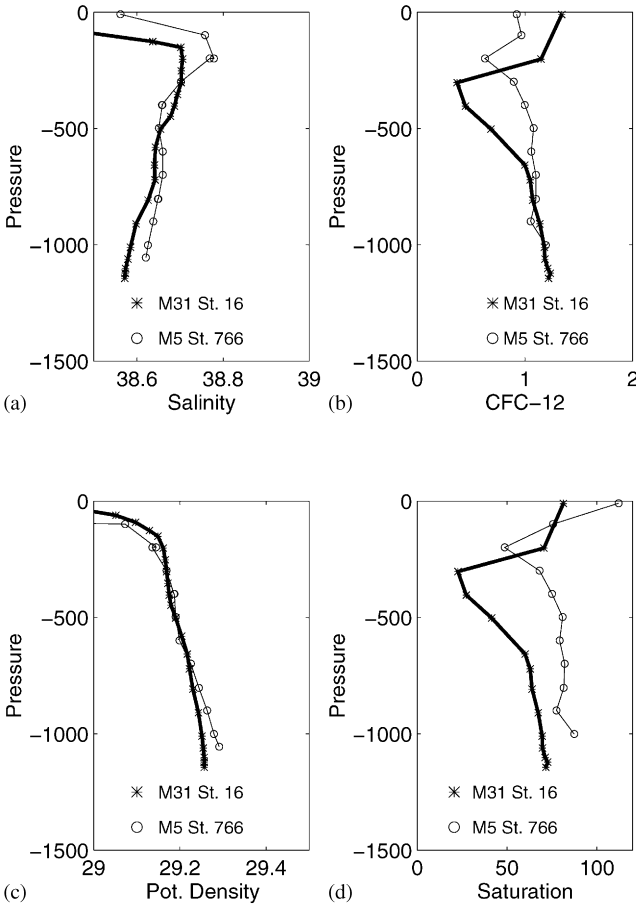 0
−500
−1000
−1500
Pressure
38.6
38.8
39
Salinity
M31 St. 16
M5 St. 766
(a)
0
−500
−1000
−1500
Pressure
0
1
2
CFC−12
M31 St. 16
M5 St. 766
(b)
0
−500
−1000
−1500
Pressure
29
29.2
29.4
Pot. Density
M31 St. 16
M5 St. 766
(c)
0
−500
−1000
−1500
Pressure
0
50
100
Saturation
M31 St. 16
M5 St. 766
(d)